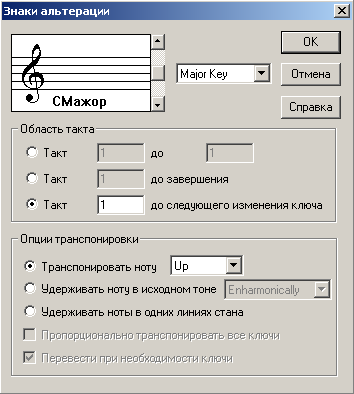 Знаки альтерации
СМажор
Major Key
OK
Отмена
Справка
Область такта
Такт 1 до 1
Такт 1 до завершения
Такт 1 до следующего изменения ключа
Опции транспонировки
Транспонировать ноту Up
Удерживать ноту в исходном тоне Enharmonically
Удерживать ноты в одних линиях стана
Пропорционально транспонировать все ключи
Перевести при необходимости ключи